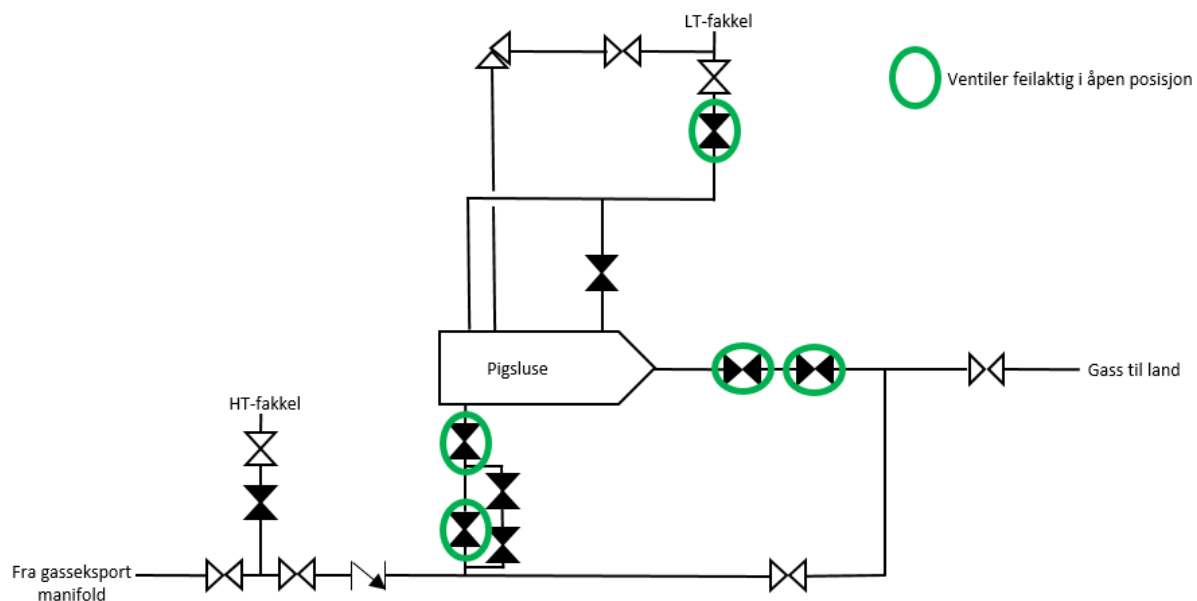 LT-fakkel
Ventiler feilaktig i åpen posisjon
Pigsluse
Gass til land
HT-fakkel
Fra gasseksport
manifold